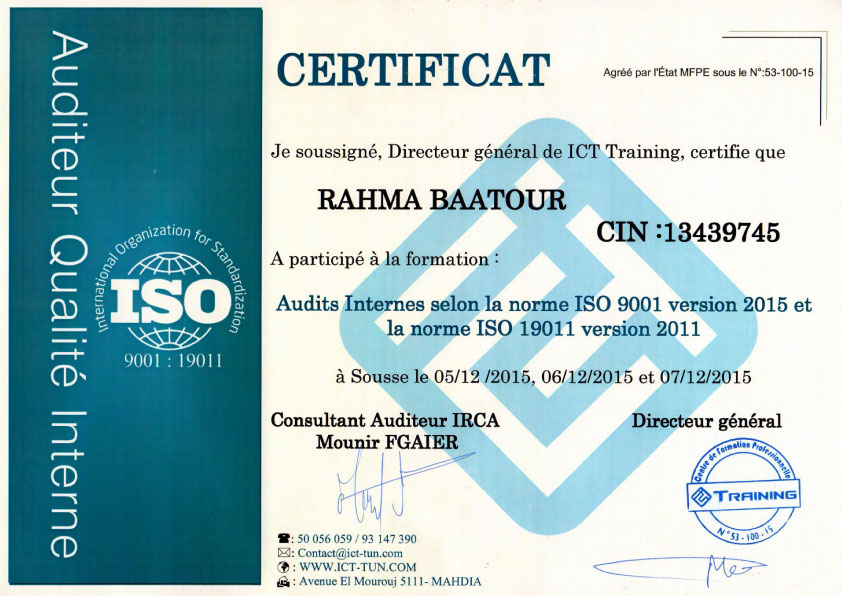 Auditeur Qualité Interne
International Organization for Standardization
ISO
9001 : 19011
CERTIFICAT
Agréé par l'État MFPE sous le N°:53-100-15
Je soussigné, Directeur général de ICT Training, certifie que
RAHMA BAATOUR
CIN :13439745
A participé à la formation :
Audits Internes selon la norme ISO 9001 version 2015 et
la norme ISO 19011 version 2011
à Sousse le 05/12 /2015, 06/12/2015 et 07/12/2015
Consultant Auditeur IRCA
Mounir FGAIER
Directeur général
Centre de Formation Professionnelle
TRAINING
N° 53 - 100 - 15
☎: 50 056 059 / 93 147 390
✉: Contact@ict-tun.com
: WWW.ICT-TUN.COM
: Avenue El Mourouj 5111- MAHDIA